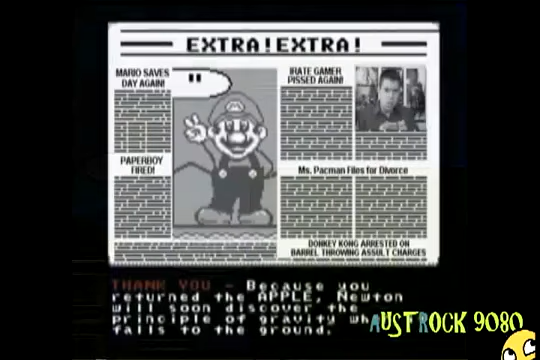 EXTRA!EXTRA!
MARIO SAVES
DAY AGAIN!
"
IRATE GAMER
PISSED AGAIN!
PAPERBOY
FIRED!
Ms. Pacman Files for Divorce
DONKEY KONG ARRESTED ON
BARREL THROWING ASSULT CHARGES
THANK YOU - Because you
returned the APPLE, Newton
will soon discover the
principle of gravity
falls to the ground.
AUSTROCK 9080